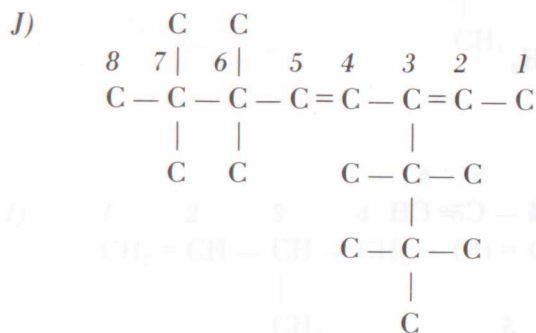 J)
C C
8 7 6 5 4 3 2 1
C — C — C — C = C — C = C — C
C C C — C — C
C — C — C
C